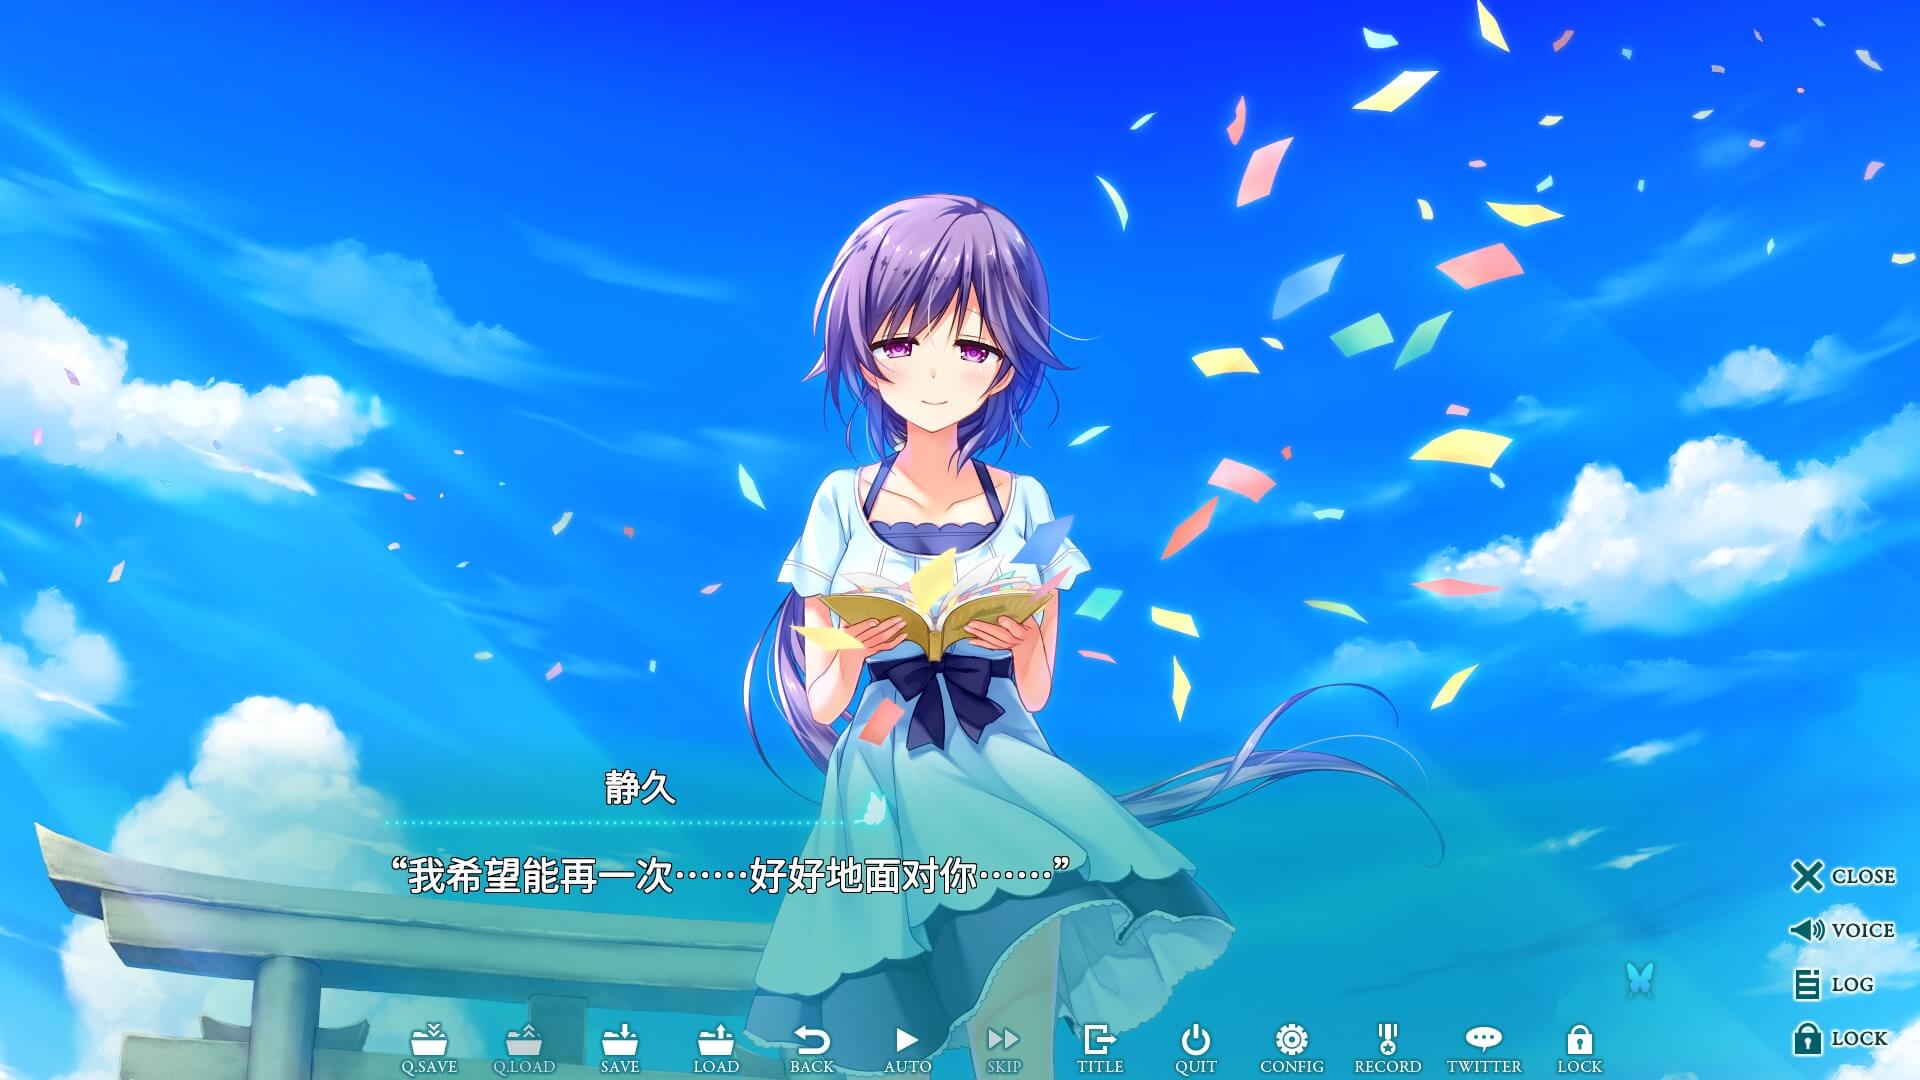 静久
“我希望能再一次……好好地面对你……”
CLOSE
VOICE
LOG
LOCK
Q.SAVE Q.LOAD SAVE LOAD BACK AUTO SKIP TITLE QUIT CONFIG RECORD TWITTER LOCK